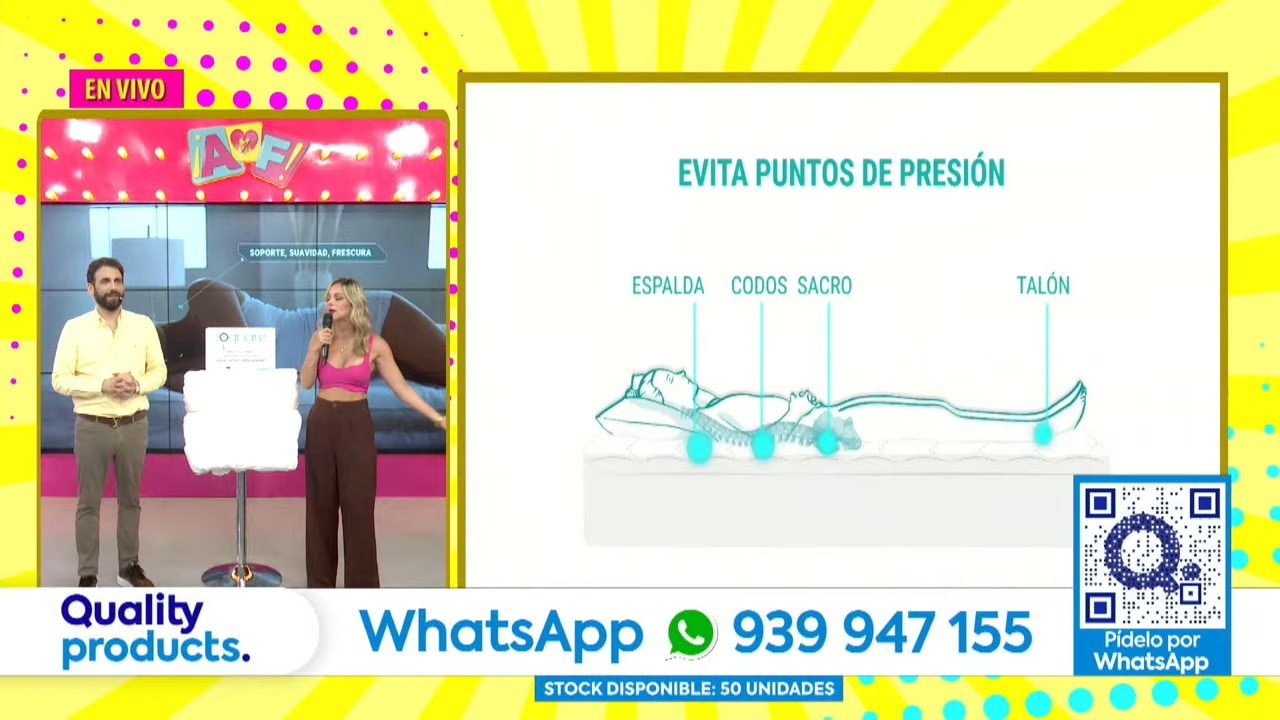 EN VIVO
¡A F!
SOPORTE, SUAVIDAD, FRESCURA
EVITA PUNTOS DE PRESIÓN
ESPALDA CODOS SACRO TALÓN
Quality
products.
WhatsApp 939 947 155
Pídelo por
WhatsApp
STOCK DISPONIBLE: 50 UNIDADES